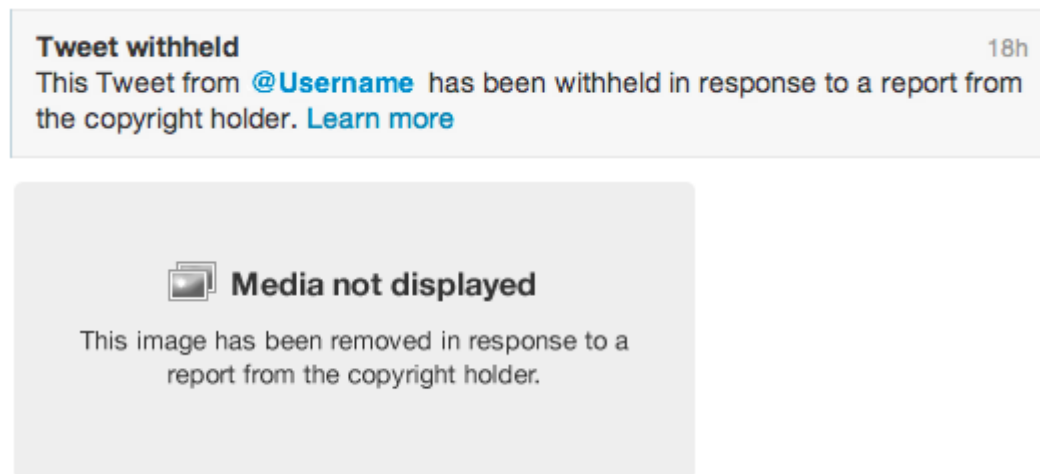 Tweet withheld 18h
This Tweet from @Username has been withheld in response to a report from
the copyright holder. Learn more
Media not displayed
This image has been removed in response to a
report from the copyright holder.